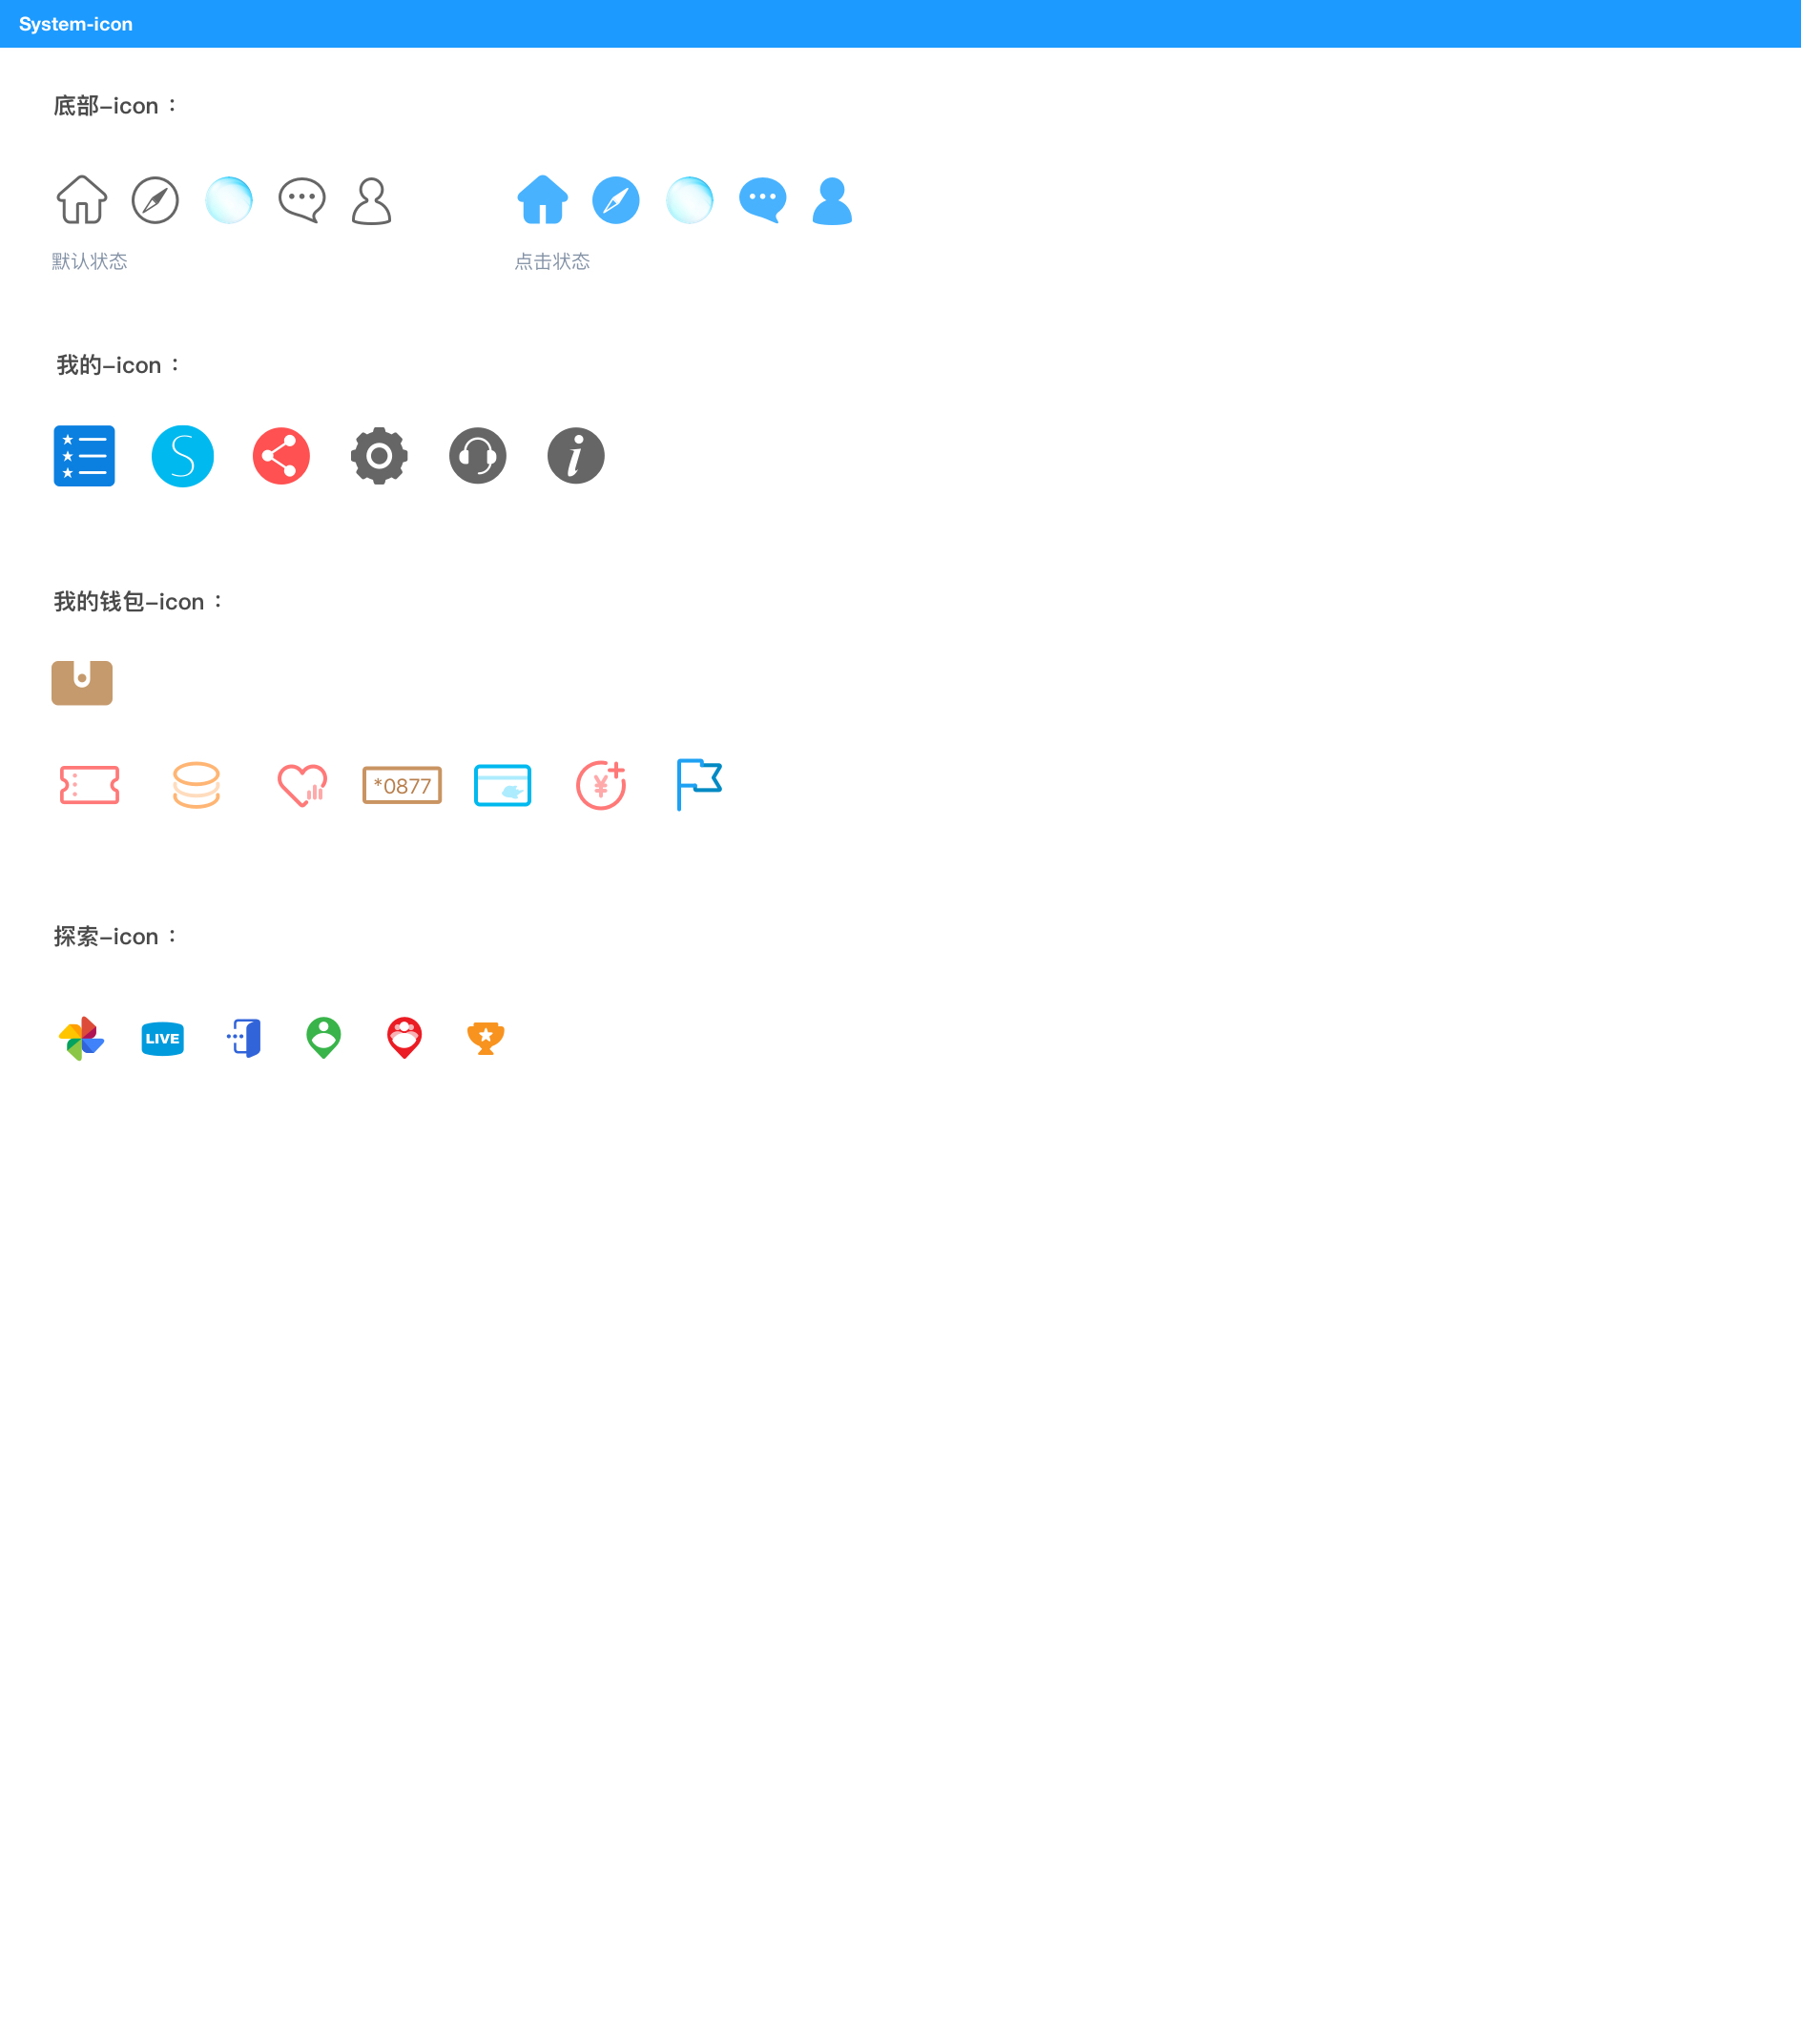 System-icon
底部-icon：
默认状态
点击状态
我的-icon：
S
i
我的钱包-icon：
*0877
¥
探索-icon：
LIVE